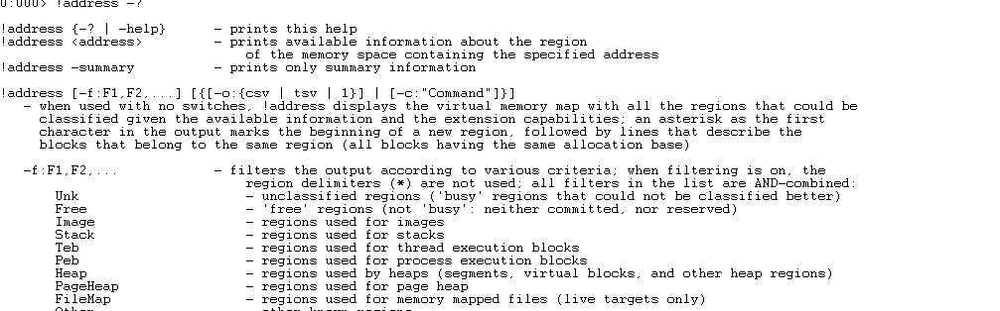 0:000> !address -?
!address {-? | -help} - prints this help
!address <address> - prints available information about the region
of the memory space containing the specified address
!address -summary - prints only summary information
!address [-f:F1,F2,...] [{[-o:{csv | tsv | 1}] | [-c:"Command"]}]
- when used with no switches, !address displays the virtual memory map with all the regions that could be
classified given the available information and the extension capabilities; an asterisk as the first
character in the output marks the beginning of a new region, followed by lines that describe the
blocks that belong to the same region (all blocks having the same allocation base)
-f:F1,F2,... - filters the output according to various criteria; when filtering is on, the
region delimiters (*) are not used; all filters in the list are AND-combined:
Unk - unclassified regions ('busy' regions that could not be classified better)
Free - 'free' regions (not 'busy': neither committed, nor reserved)
Image - regions used for images
Stack - regions used for stacks
Teb - regions used for thread execution blocks
Peb - regions used for process execution blocks
Heap - regions used by heaps (segments, virtual blocks, and other heap regions)
PageHeap - regions used for page heap
FileMap - regions used for memory mapped files (live targets only)
Other - other known regions